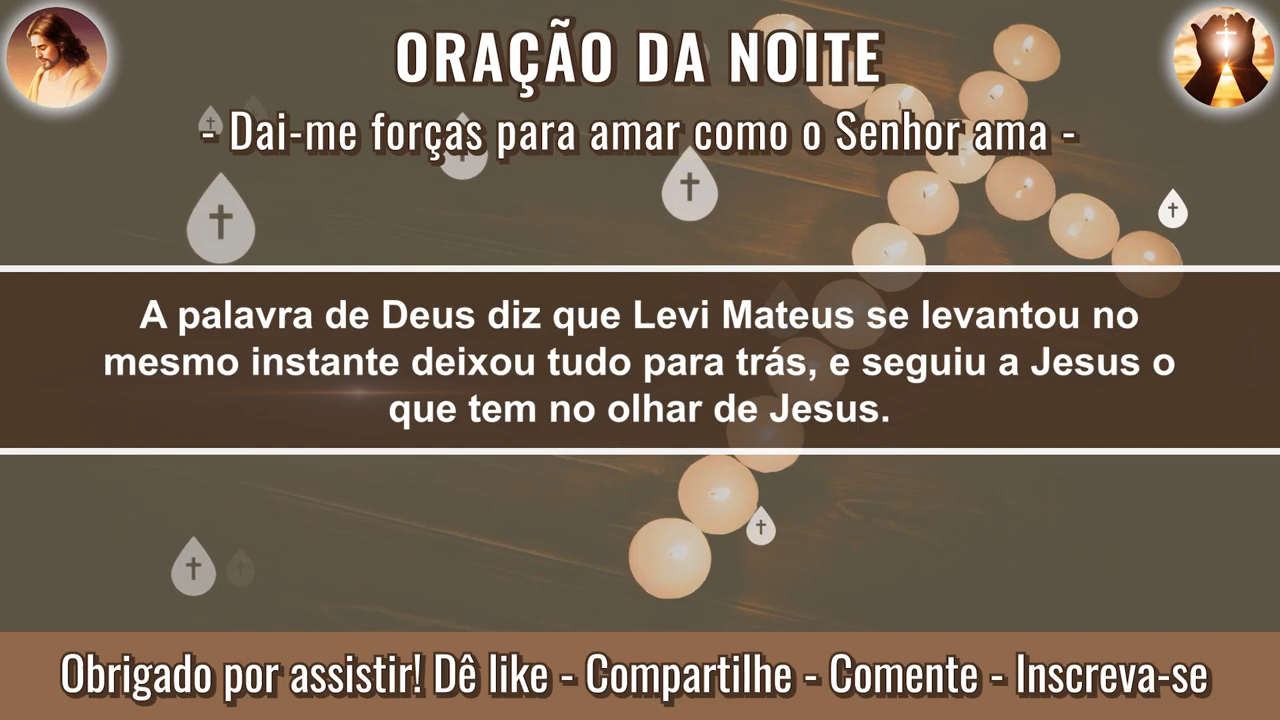 ORAÇÃO DA NOITE
- Dai-me forças para amar como o Senhor ama -
A palavra de Deus diz que Levi Mateus se levantou no
mesmo instante deixou tudo para trás, e seguiu a Jesus o
que tem no olhar de Jesus.
Obrigado por assistir! Dê like - Compartilhe - Comente - Inscreva-se